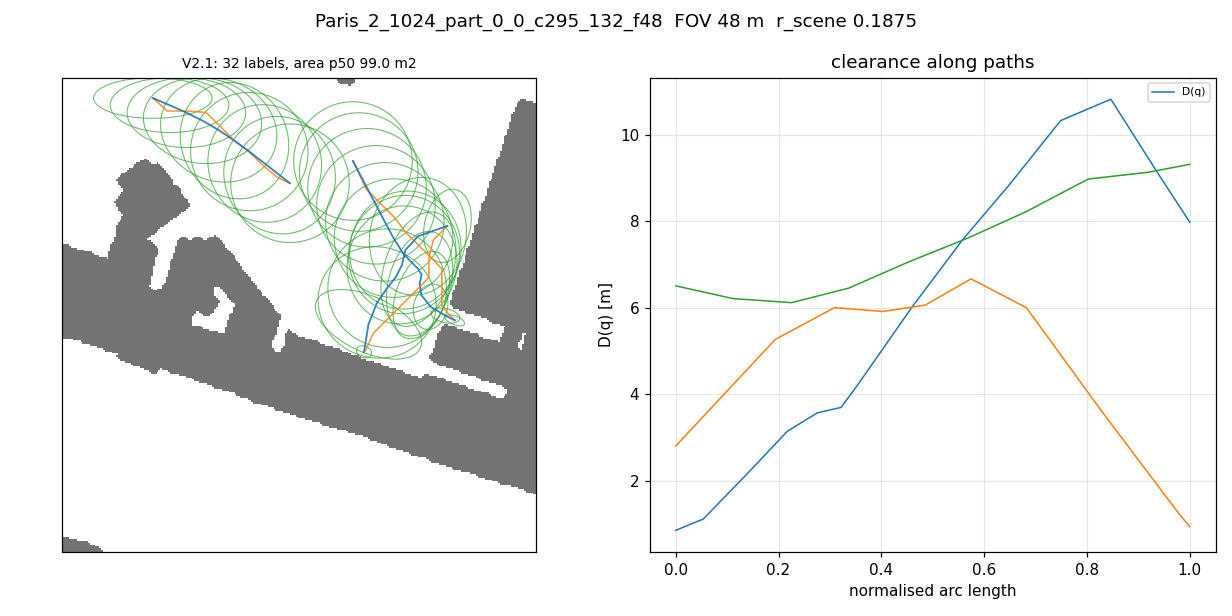 Paris_2_1024_part_0_0_c295_132_f48  FOV 48 m  r_scene 0.1875
V2.1: 32 labels, area p50 99.0 m2
clearance along paths
D(q)
10
8
6
4
2
D(q) [m]
0.0
0.2
0.4
0.6
0.8
1.0
normalised arc length